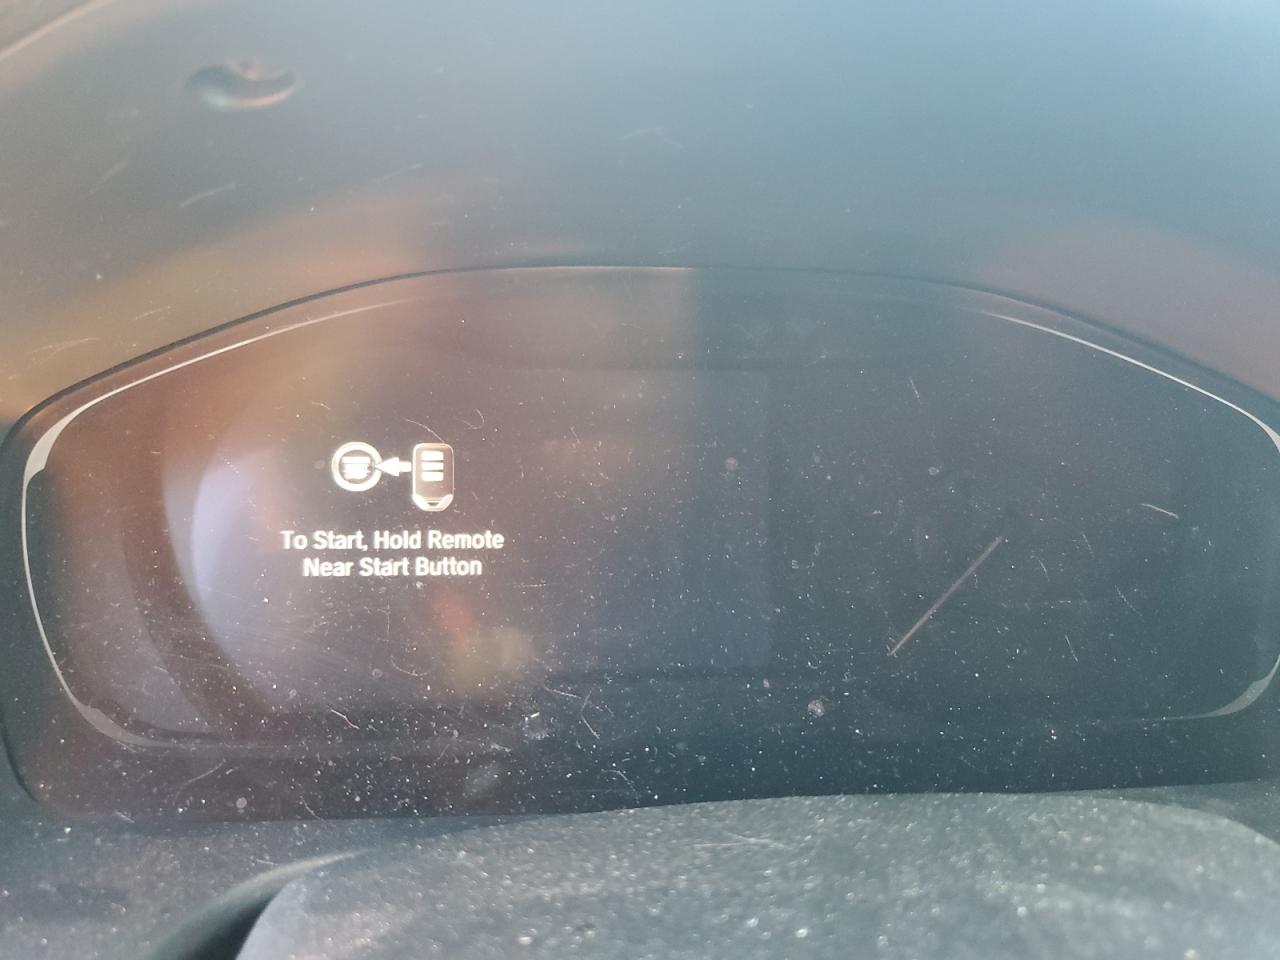 To Start, Hold Remote
Near Start Button